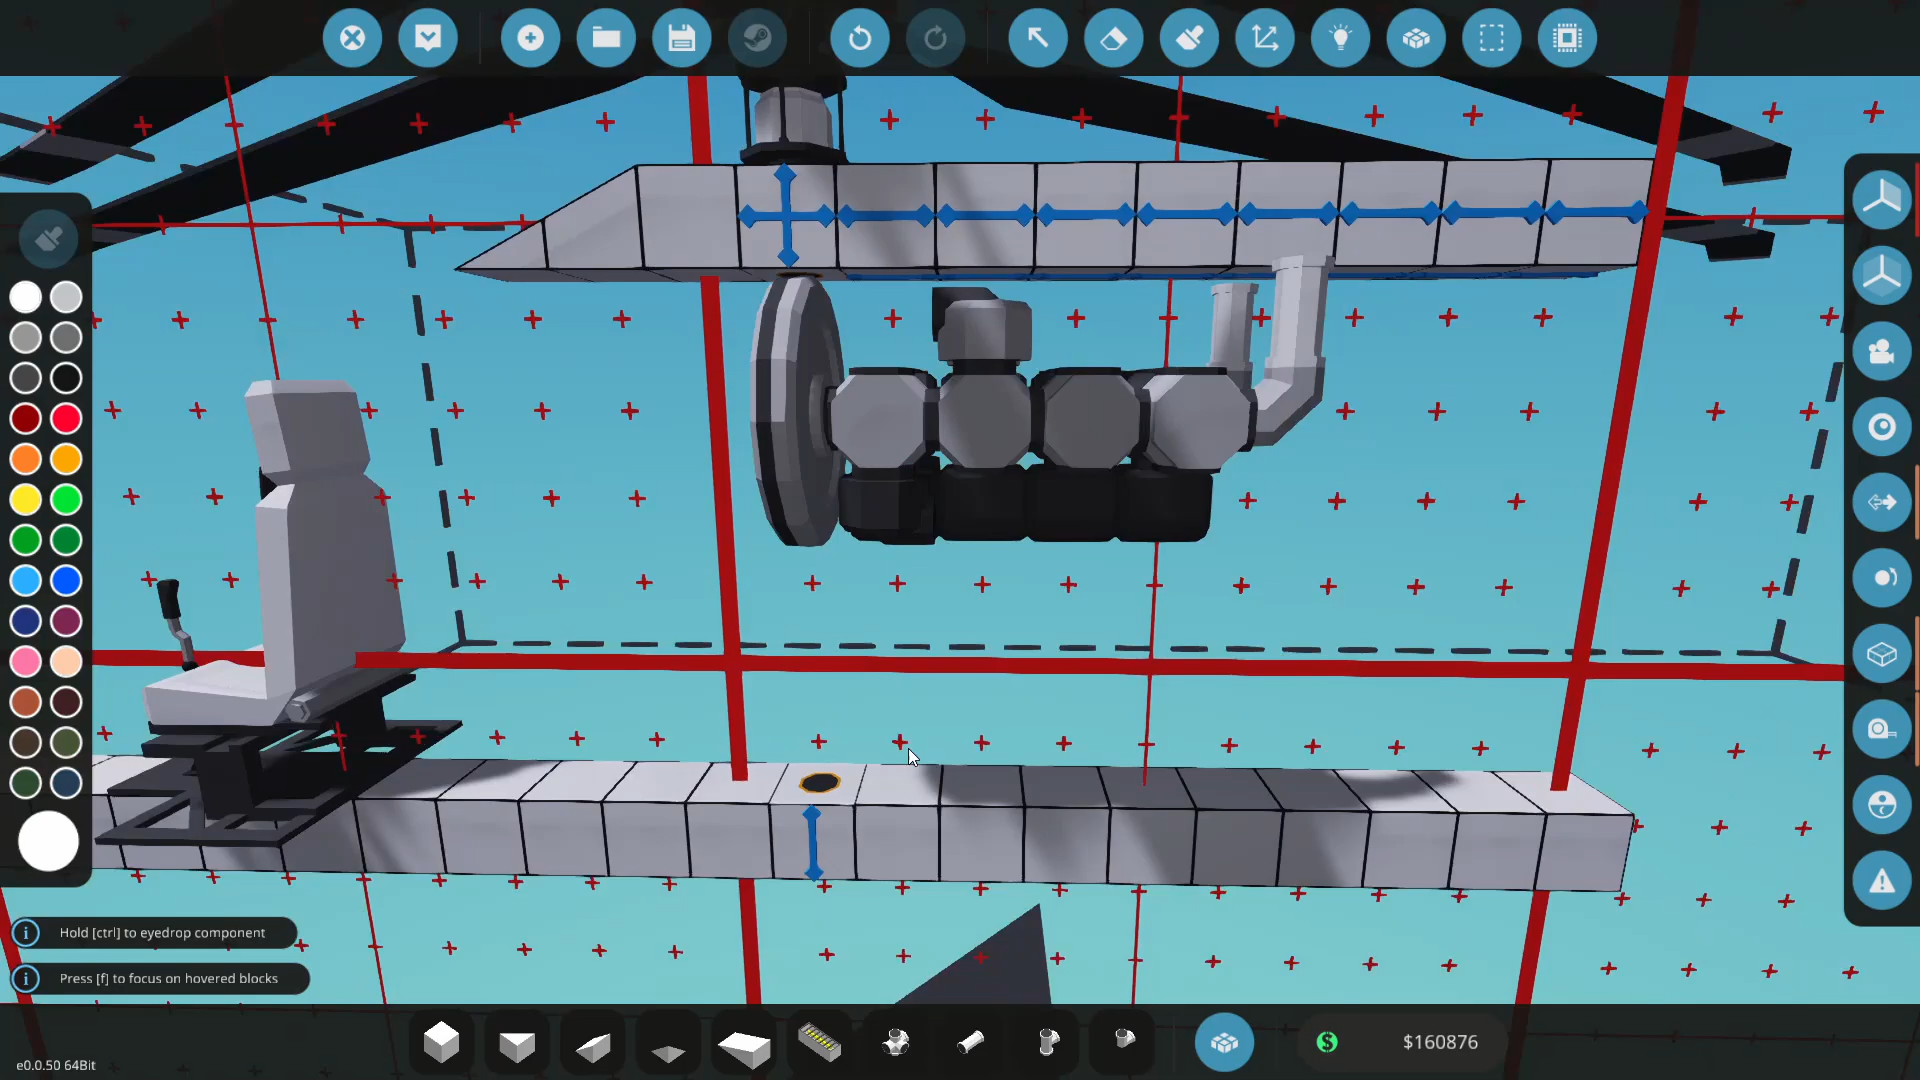 Hold [ctrl] to eyedrop component
Press [f] to focus on hovered blocks
$160876
e0.0.50 64Bit